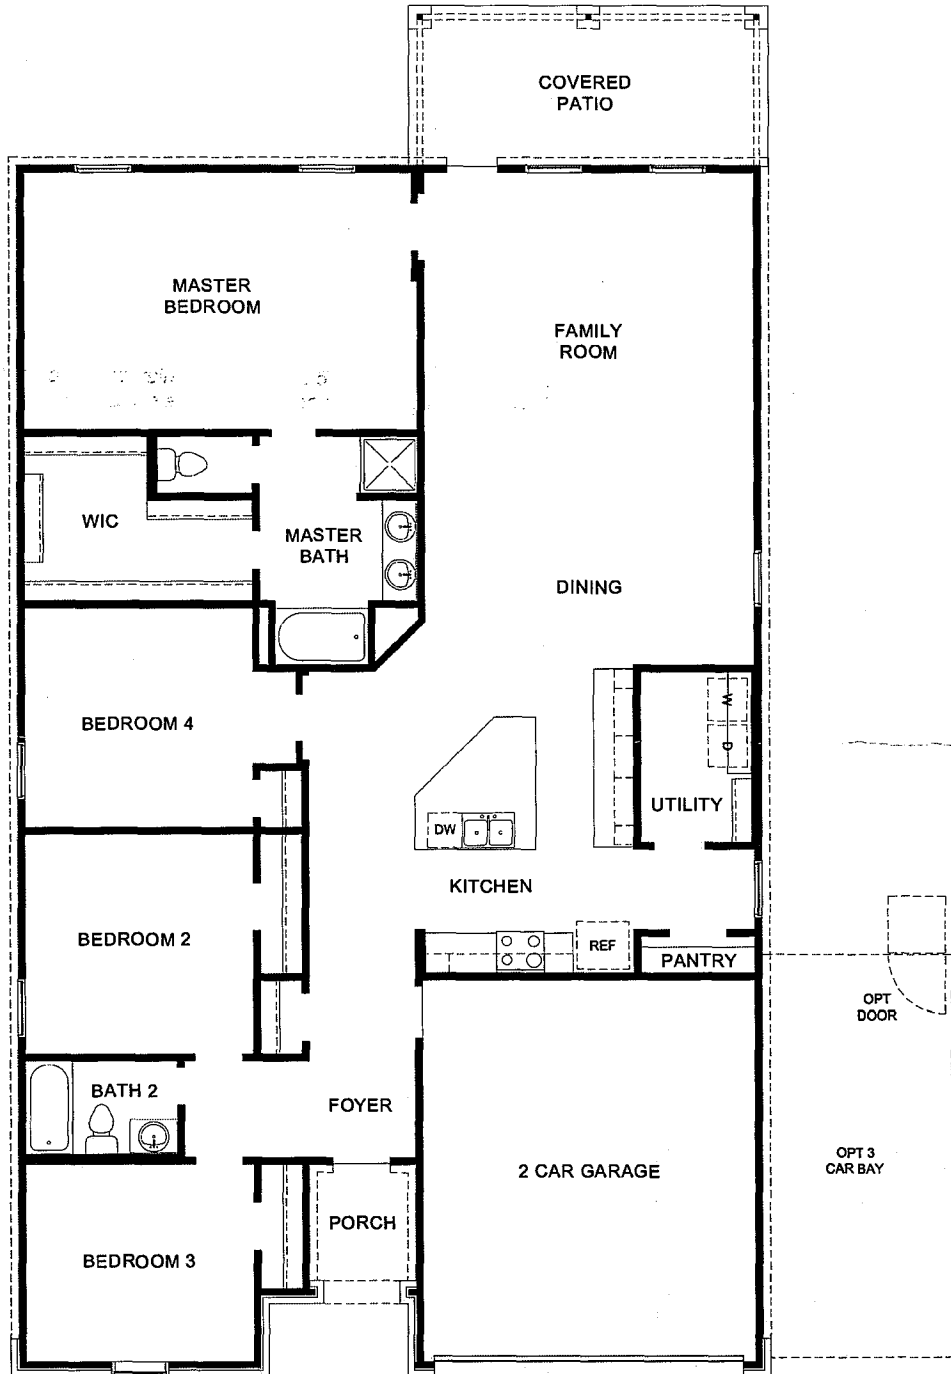 COVERED
PATIO
MASTER
BEDROOM
FAMILY
ROOM
WIC
MASTER
BATH
DINING
BEDROOM 4
W
D
UTILITY
DW
KITCHEN
BEDROOM 2
REF
PANTRY
OPT
DOOR
BATH 2
FOYER
2 CAR GARAGE
OPT 3
CAR BAY
PORCH
BEDROOM 3